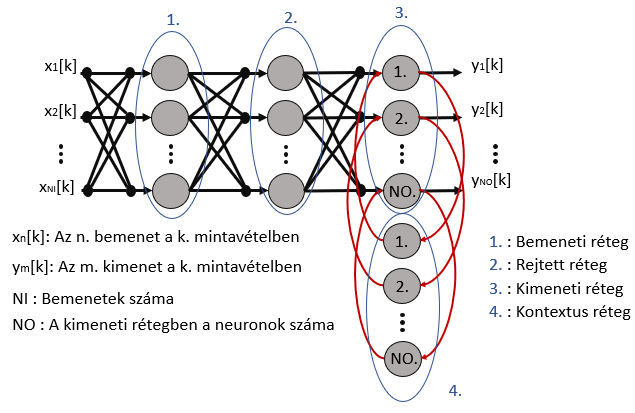 1.
2.
3.
x1[k]
1.
y1[k]
x2[k]
2.
y2[k]
xNI[k]
NO.
yNO[k]
xn[k]: Az n. bemenet a k. mintavételben
ym[k]: Az m. kimenet a k. mintavételben
NI : Bemenetek száma
NO : A kimeneti rétegben a neuronok száma
1.
2.
NO.
4.
1. : Bemeneti réteg
2. : Rejtett réteg
3. : Kimeneti réteg
4. : Kontextus réteg